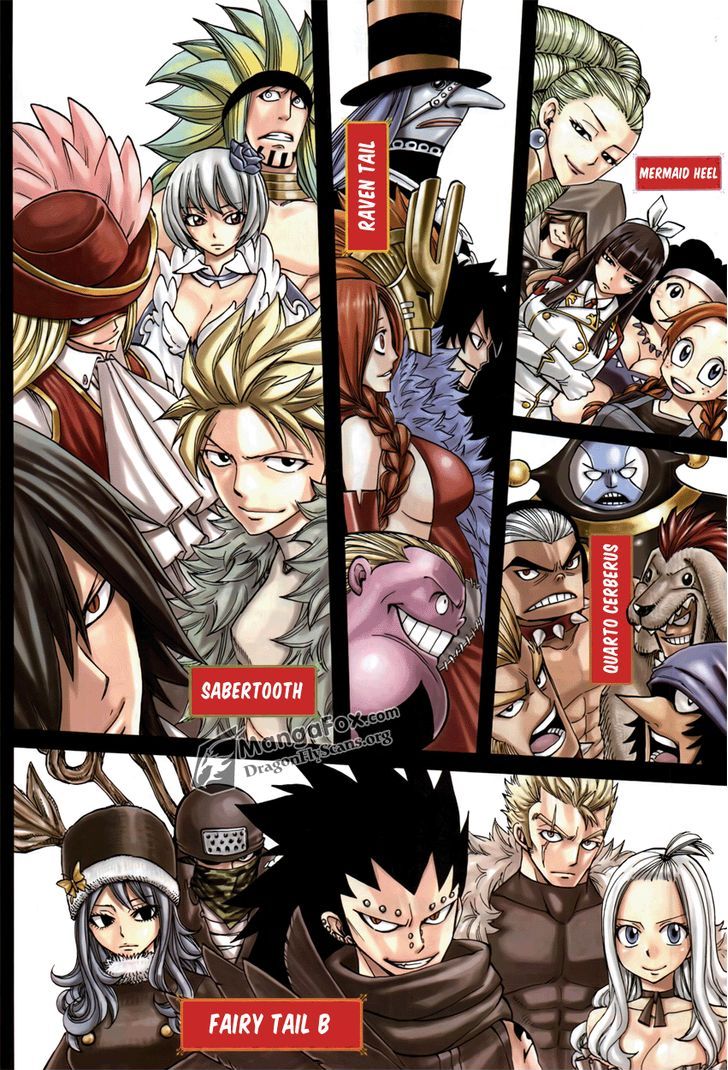 RAVEN TAIL
MERMAID HEEL
QUARTO CERBERUS
SABERTOOTH
MangaFox.com
DragonFlyScans.org
FAIRY TAIL B